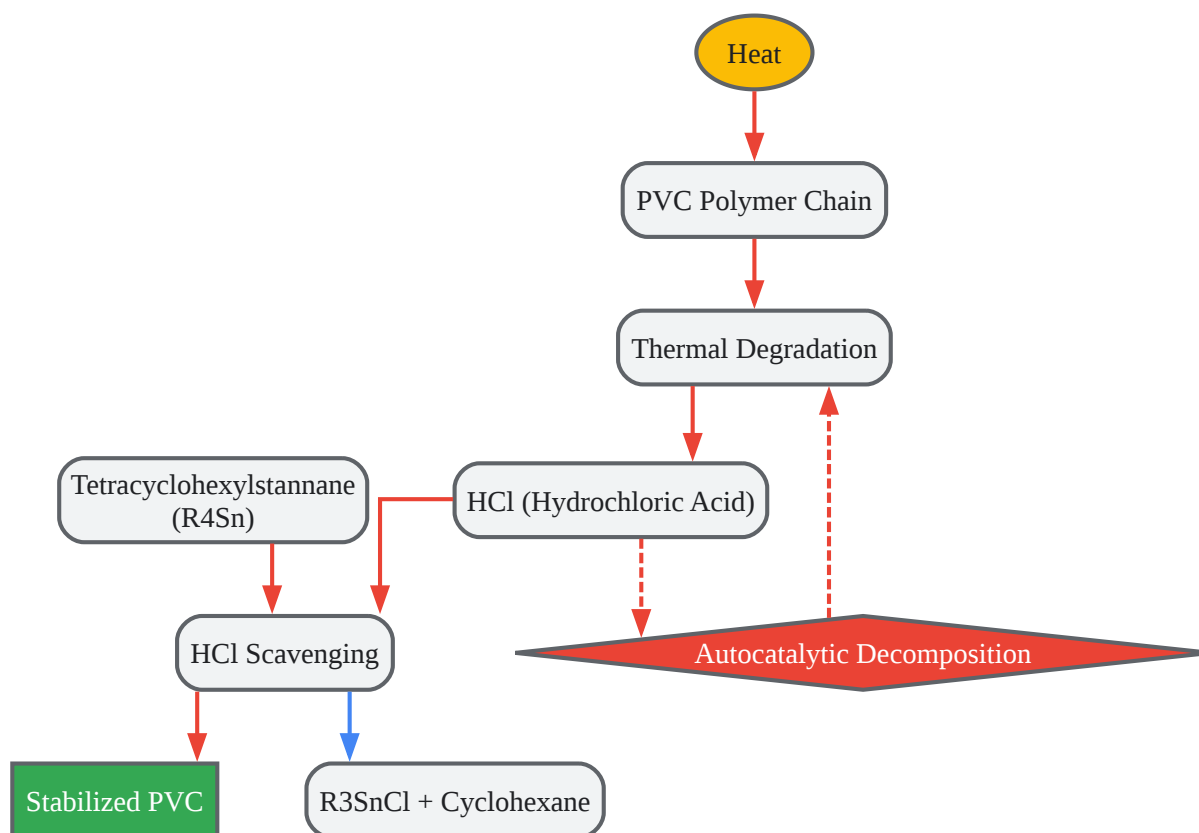 Heat
PVC Polymer Chain
Thermal Degradation
Tetracyclohexylstannane
(R4Sn)
HCl (Hydrochloric Acid)
HCl Scavenging
Autocatalytic Decomposition
Stabilized PVC
R3SnCl + Cyclohexane